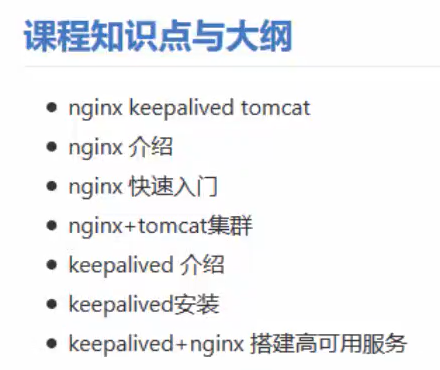 课程知识点与大纲
nginx keepalived tomcat
nginx 介绍
nginx 快速入门
nginx+tomcat集群
keepalived 介绍
keepalived安装
keepalived+nginx 搭建高可用服务